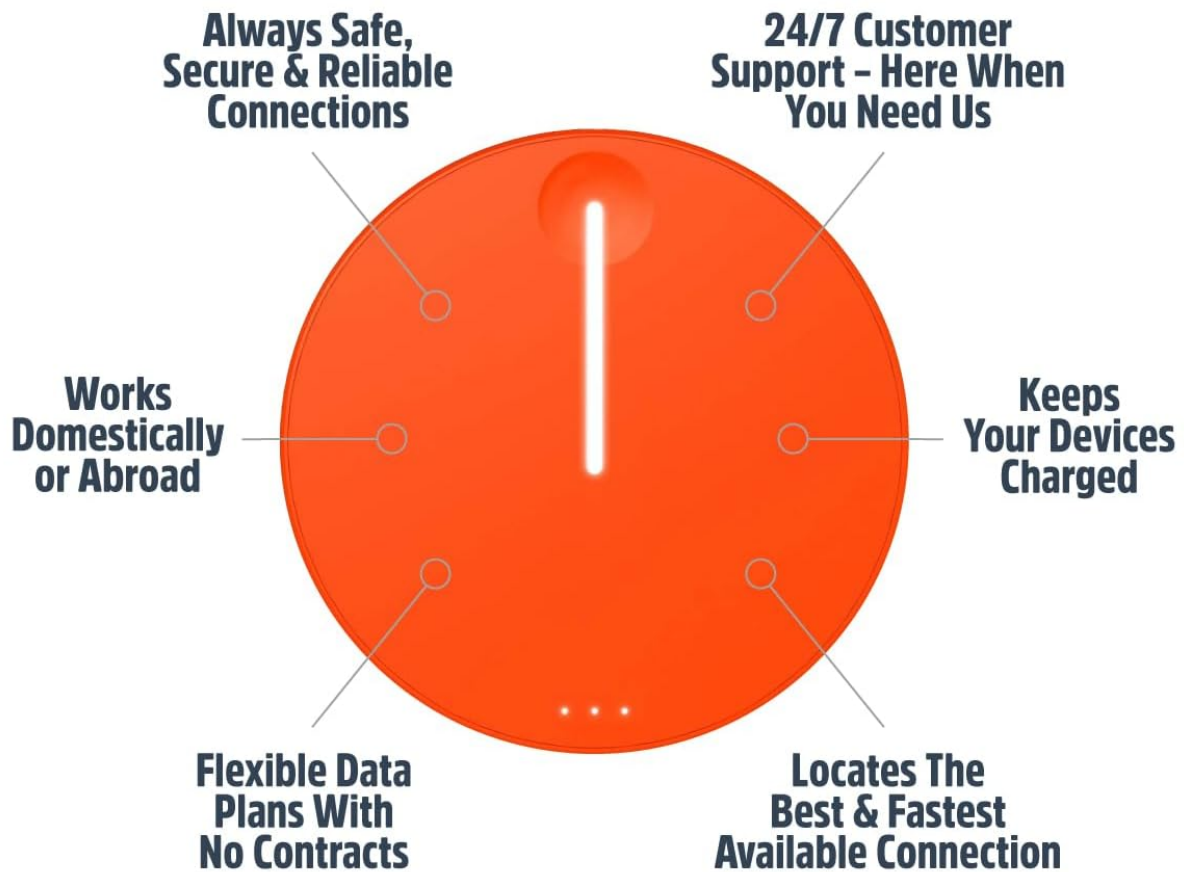 Always Safe,
Secure & Reliable
Connections
24/7 Customer
Support – Here When
You Need Us
Works
Domestically
or Abroad
Keeps
Your Devices
Charged
Flexible Data
Plans With
No Contracts
Locates The
Best & Fastest
Available Connection